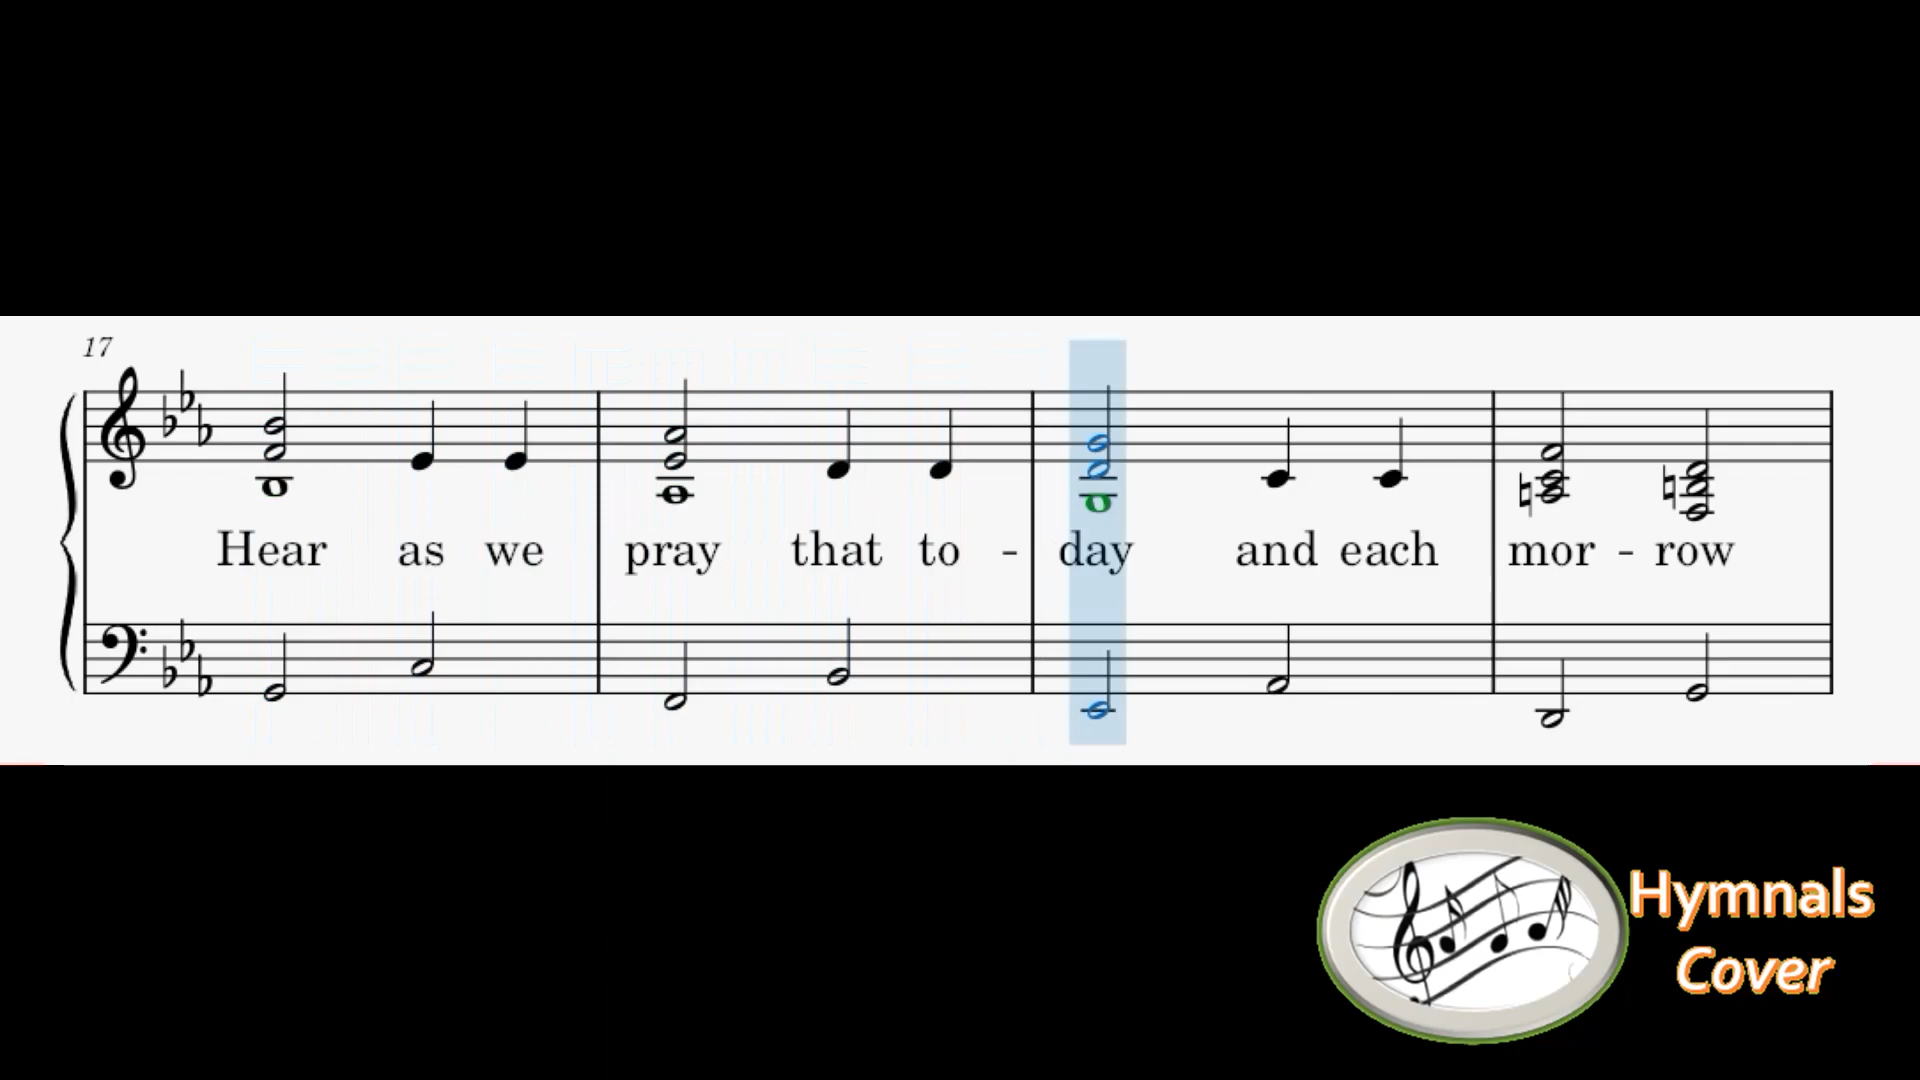 17
Hear as we pray that to - day and each mor - row
Hymnals
Cover